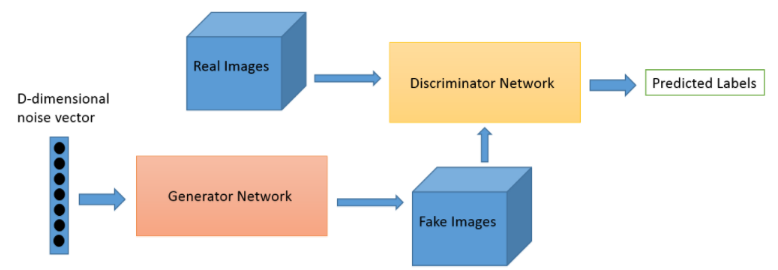 Real Images
Discriminator Network
Predicted Labels
D-dimensional
noise vector
Generator Network
Fake Images